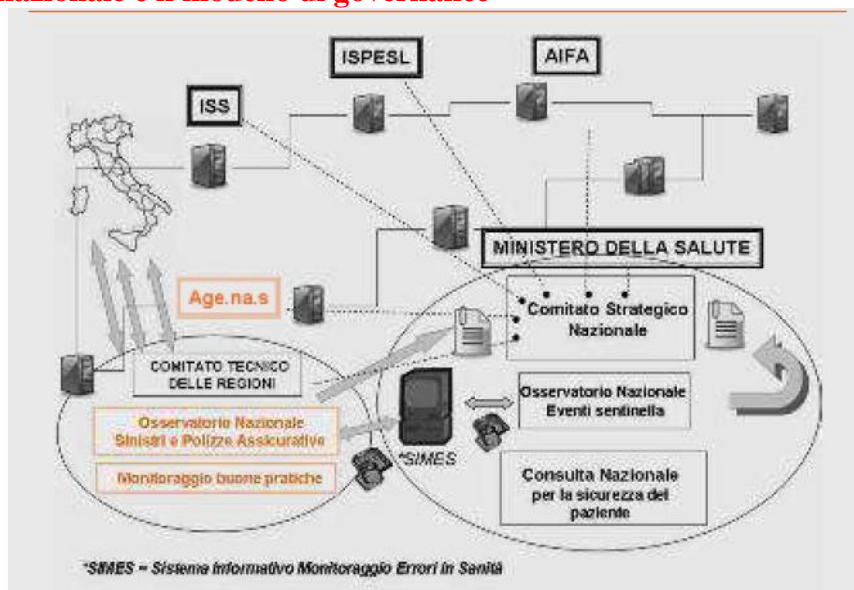 nazionale e il modello di governance
ISPESL
AIFA
ISS
MINISTERO DELLA SALUTE
Age.na.s
Comitato Strategico
Nazionale
COMITATO TECNICO
DELLE REGIONI
Osservatorio Nazionale
Eventi sentinella
Osservatorio Nazionale
Sinistri e Polizze Assicurative
*SIMES
Monitoraggio buone pratiche
Consulta Nazionale
per la sicurezza del
paziente
*SIMES = Sistema Informativo Monitoraggio Errori in Sanità